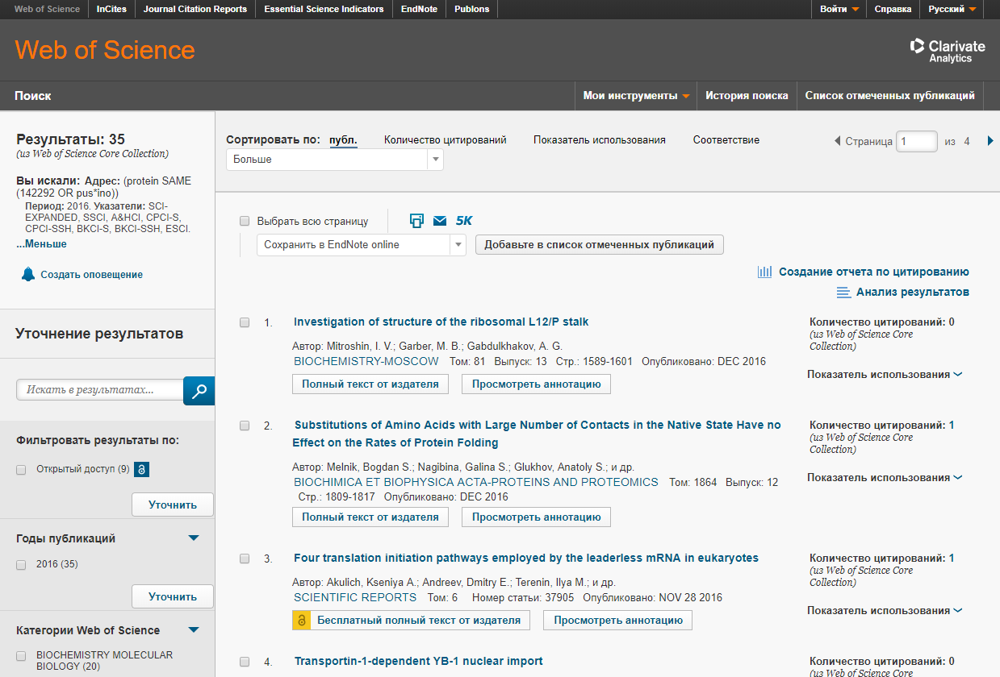 Web of Science InCites Journal Citation Reports Essential Science Indicators EndNote Publons Войти Справка Русский
Web of Science
Clarivate
Analytics
Поиск Мои инструменты История поиска Список отмеченных публикаций
Результаты: 35
(из Web of Science Core Collection)
Вы искали: Адрес: (protein SAME
(142292 OR pus*ino))
Период: 2016. Указатели: SCI-
EXPANDED, SSCI, A&HCI, CPCI-S,
CPCI-SSH, BKCI-S, BKCI-SSH, ESCI.
...Меньше
Создать оповещение
Уточнение результатов
Искать в результатах...
Фильтровать результаты по:
Открытый доступ (9)
Уточнить
Годы публикаций
2016 (35)
Уточнить
Категории Web of Science
BIOCHEMISTRY MOLECULAR
BIOLOGY (20)
Сортировать по: публ. Количество цитирований Показатель использования Соответствие
Больше
Страница 1 из 4
Выбрать всю страницу 5K
Сохранить в EndNote online Добавьте в список отмеченных публикаций
Создание отчета по цитированию
Анализ результатов
1. Investigation of structure of the ribosomal L12/P stalk
Автор: Mitroshin, I. V.; Garber, M. B.; Gabdulkhakov, A. G.
BIOCHEMISTRY-MOSCOW Том: 81 Выпуск: 13 Стр.: 1589-1601 Опубликовано: DEC 2016
Полный текст от издателя Просмотреть аннотацию
Количество цитирований: 0
(из Web of Science Core
Collection)
Показатель использования
2. Substitutions of Amino Acids with Large Number of Contacts in the Native State Have no
Effect on the Rates of Protein Folding
Автор: Melnik, Bogdan S.; Nagibina, Galina S.; Glukhov, Anatoly S.; и др.
BIOCHIMICA ET BIOPHYSICA ACTA-PROTEINS AND PROTEOMICS Том: 1864 Выпуск: 12
Стр.: 1809-1817 Опубликовано: DEC 2016
Полный текст от издателя Просмотреть аннотацию
Количество цитирований: 1
(из Web of Science Core
Collection)
Показатель использования
3. Four translation initiation pathways employed by the leaderless mRNA in eukaryotes
Автор: Akulich, Kseniya A.; Andreev, Dmitry E.; Terenin, Ilya M.; и др.
SCIENTIFIC REPORTS Том: 6 Номер статьи: 37905 Опубликовано: NOV 28 2016
Бесплатный полный текст от издателя Просмотреть аннотацию
Количество цитирований: 1
(из Web of Science Core
Collection)
Показатель использования
4. Transportin-1-dependent YB-1 nuclear import
Количество цитирований: 0
(из Web of Science Core